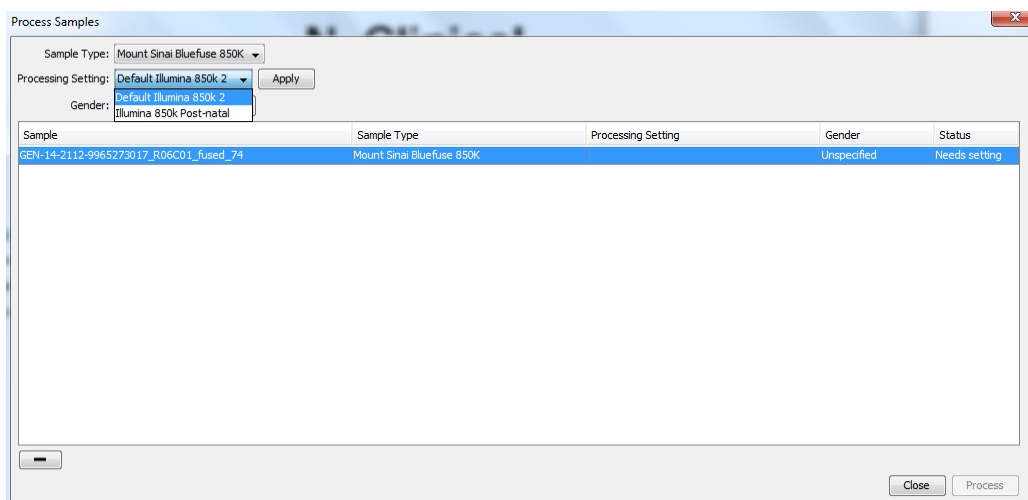 Process Samples
Sample Type: Mount Sinai Bluefuse 850K
Processing Setting: Default Illumina 850k 2 Apply
Default Illumina 850k 2
Gender:
Illumina 850k Post-natal
Sample Sample Type Processing Setting Gender Status
GEN-14-2112-9965273017_R06C01_fused_74 Mount Sinai Bluefuse 850K Unspecified Needs setting
Close Process